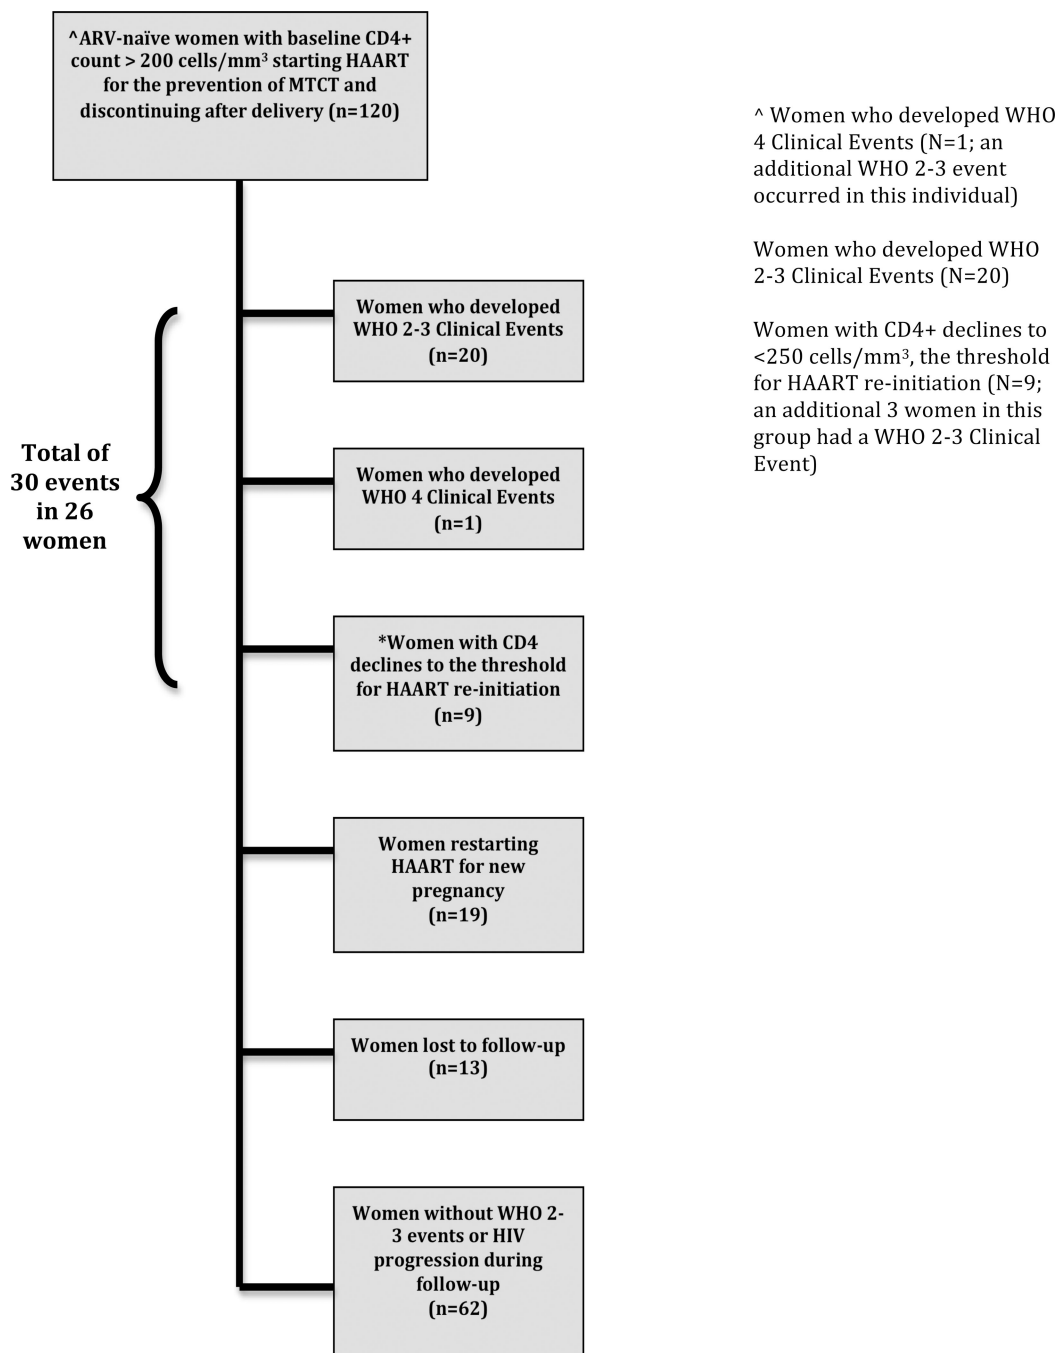 ^ARV-naïve women with baseline CD4+
count > 200 cells/mm³ starting HAART
for the prevention of MTCT and
discontinuing after delivery (n=120)
^ Women who developed WHO
4 Clinical Events (N=1; an
additional WHO 2-3 event
occurred in this individual)
Women who developed WHO
2-3 Clinical Events (N=20)
Women with CD4+ declines to
<250 cells/mm³, the threshold
for HAART re-initiation (N=9;
an additional 3 women in this
group had a WHO 2-3 Clinical
Event)
Total of
30 events
in 26
women
Women who developed
WHO 2-3 Clinical Events
(n=20)
Women who developed
WHO 4 Clinical Events
(n=1)
*Women with CD4
declines to the threshold
for HAART re-initiation
(n=9)
Women restarting
HAART for new
pregnancy
(n=19)
Women lost to follow-up
(n=13)
Women without WHO 2-
3 events or HIV
progression during
follow-up
(n=62)